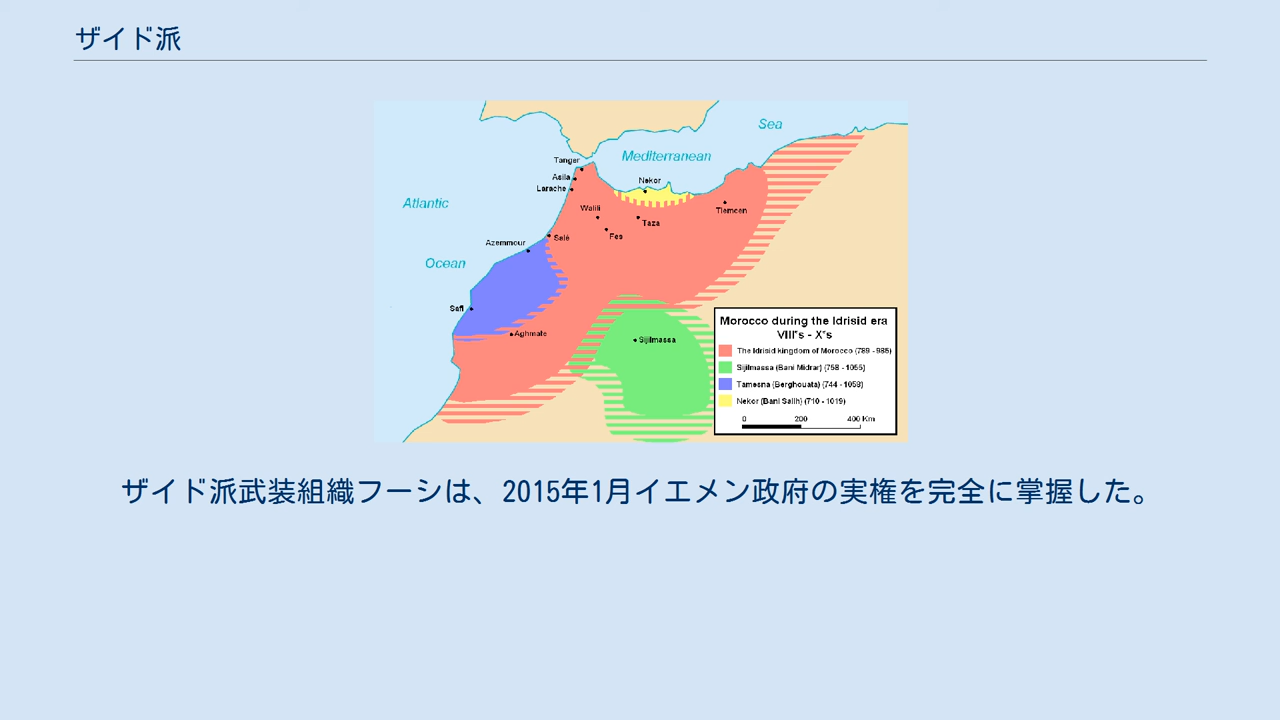 ザイド派
Sea
Mediterranean
Tanger
Asila
Larache
Nekor
Atlantic
Walili
Taza
Tlemcen
Fes
Salé
Azemmour
Ocean
Safi
Aghmate
Sijilmassa
Morocco during the Idrisid era
VIII's - X's
The Idrisid kingdom of Morocco (789 - 985)
Sijilmassa (Bani Midrar) (758 - 1055)
Tamesna (Berghouata) (744 - 1058)
Nekor (Bani Salih) (710 - 1019)
0 200 400 Km
ザイド派武装組織フーシは、2015年1月イエメン政府の実権を完全に掌握した。